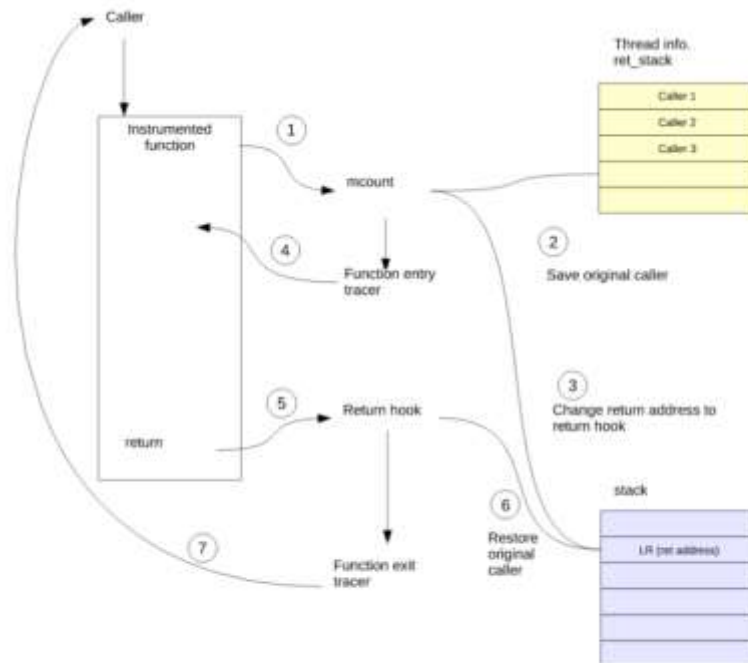 Caller
Thread info.
ret_stack
Caller 1
Caller 2
Caller 3
Instrumented
function
1
mcount
2
Save original caller
4
Function entry
tracer
3
Change return address to
return hook
5
Return hook
return
stack
6
Restore
original
caller
LR (ret address)
7
Function exit
tracer